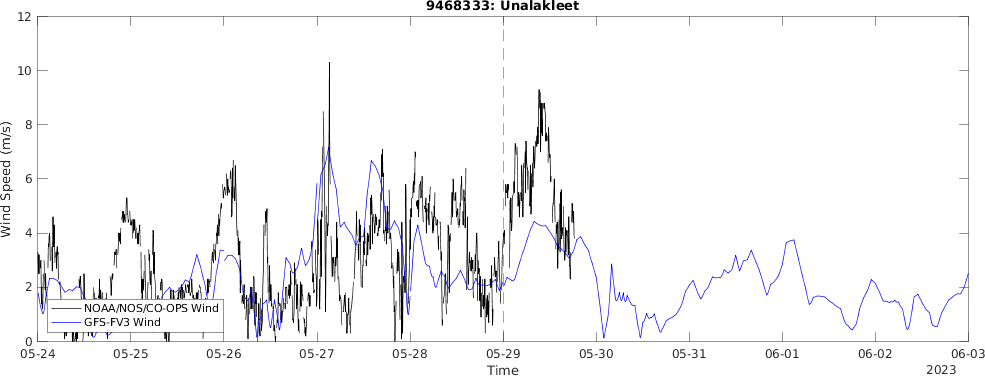 9468333: Unalakleet
Wind Speed (m/s)
12
10
8
6
4
2
0
NOAA/NOS/CO-OPS Wind
GFS-FV3 Wind
05-24 05-25 05-26 05-27 05-28 05-29 05-30 05-31 06-01 06-02 06-03
Time
2023